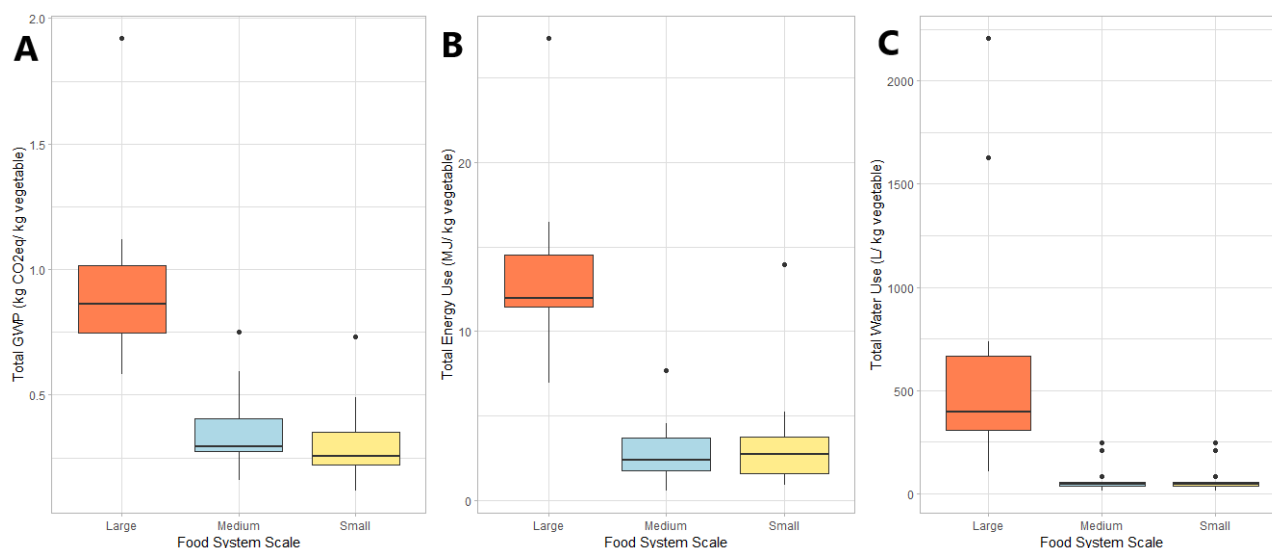 A
Total GWP (kg CO2eq/ kg vegetable)
2.0
1.5
1.0
0.5
Large Medium Small
Food System Scale
B
Total Energy Use (MJ/ kg vegetable)
20
10
0
Large Medium Small
Food System Scale
C
Total Water Use (L/ kg vegetable)
2000
1500
1000
500
0
Large Medium Small
Food System Scale